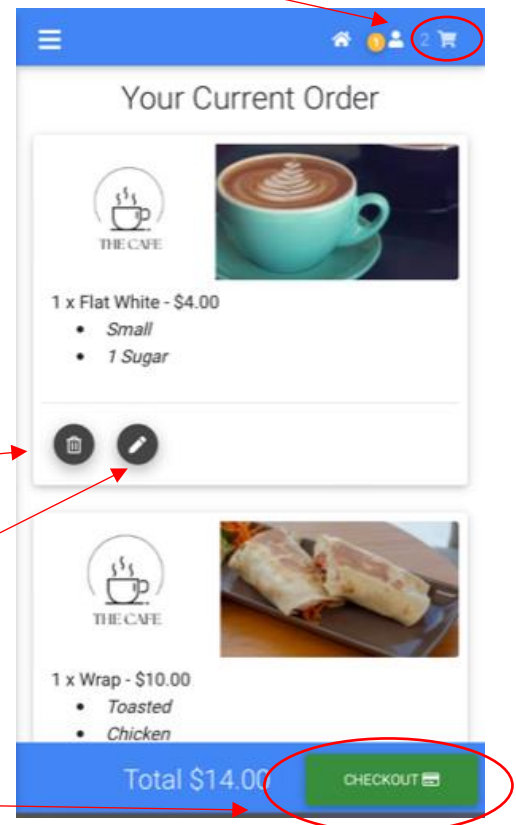 1 2
Your Current Order
THE CAFE
1 x Flat White - $4.00
• Small
• 1 Sugar
THE CAFE
1 x Wrap - $10.00
• Toasted
• Chicken
Total $14.00 CHECKOUT